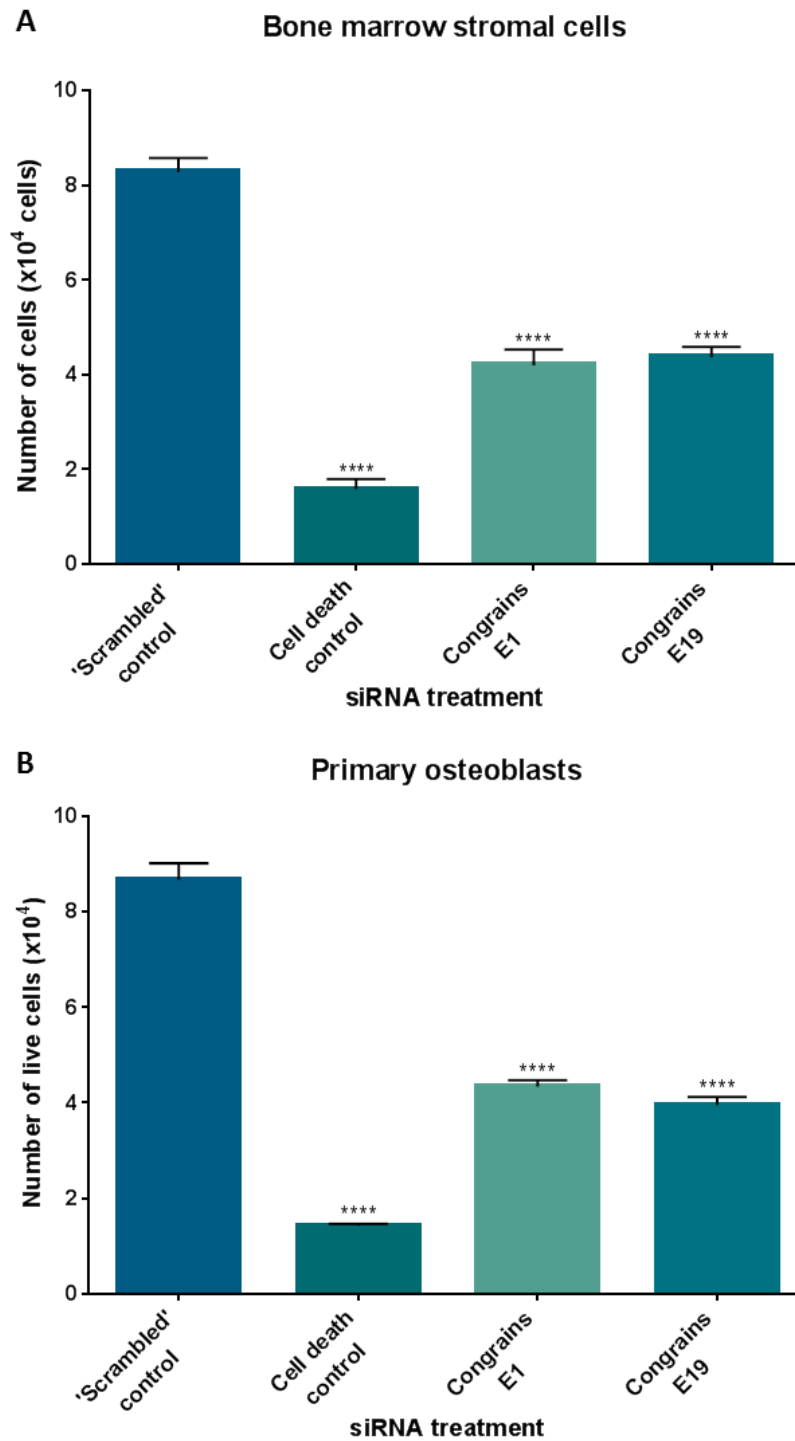 A
Bone marrow stromal cells
Number of cells (x10⁴ cells)
10
8
6
4
2
0
****
****
****
'Scrambled'
control
Cell death
control
Congrains
E1
Congrains
E19
siRNA treatment
B
Primary osteoblasts
Number of live cells (x10⁴)
10
8
6
4
2
0
****
****
****
'Scrambled'
control
Cell death
control
Congrains
E1
Congrains
E19
siRNA treatment